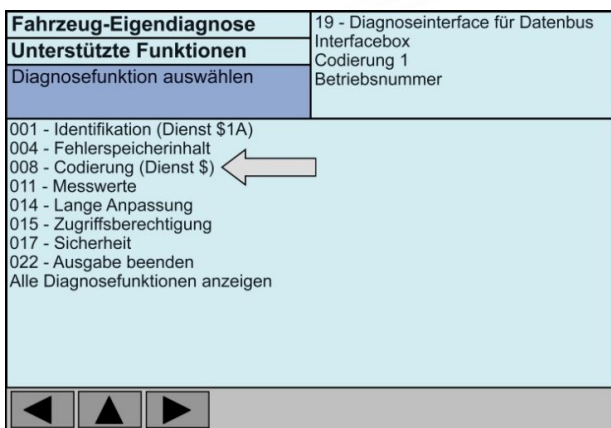 Fahrzeug-Eigendiagnose
Unterstützte Funktionen
Diagnosefunktion auswählen
19 - Diagnoseinterface für Datenbus
Interfacebox
Codierung 1
Betriebsnummer
001 - Identifikation (Dienst $1A)
004 - Fehlerspeicherinhalt
008 - Codierung (Dienst $)
011 - Messwerte
014 - Lange Anpassung
015 - Zugriffsberechtigung
017 - Sicherheit
022 - Ausgabe beenden
Alle Diagnosefunktionen anzeigen